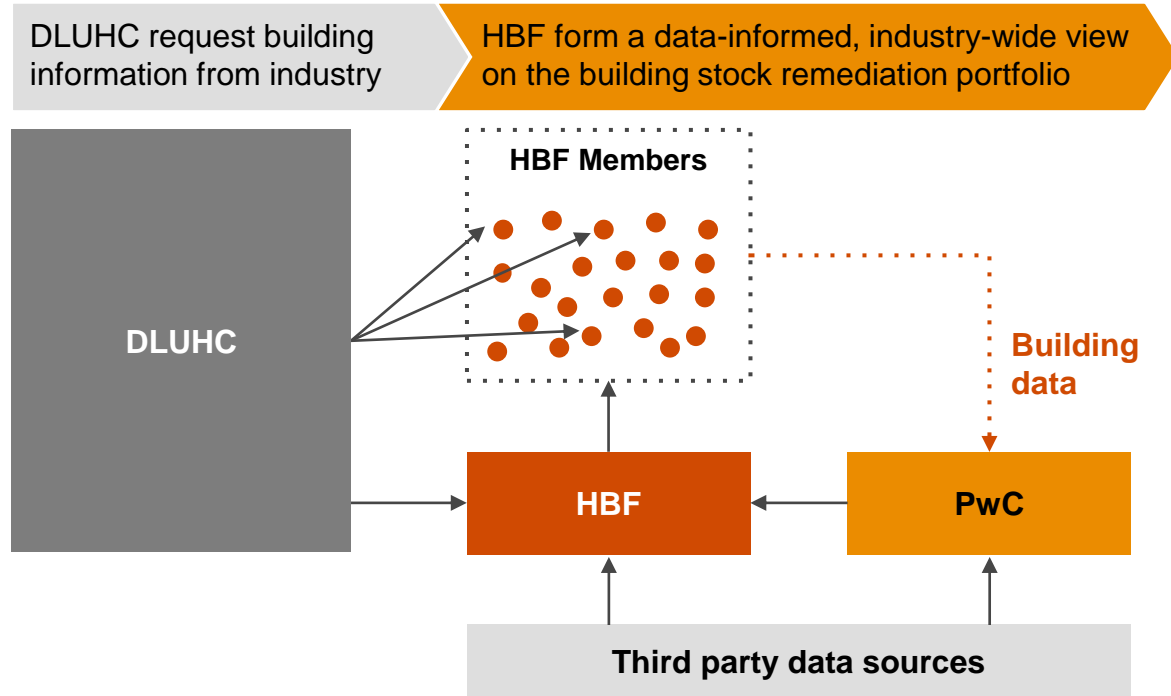 DLUHC request building
information from industry
HBF form a data-informed, industry-wide view
on the building stock remediation portfolio
HBF Members
DLUHC
Building
data
HBF
PwC
Third party data sources